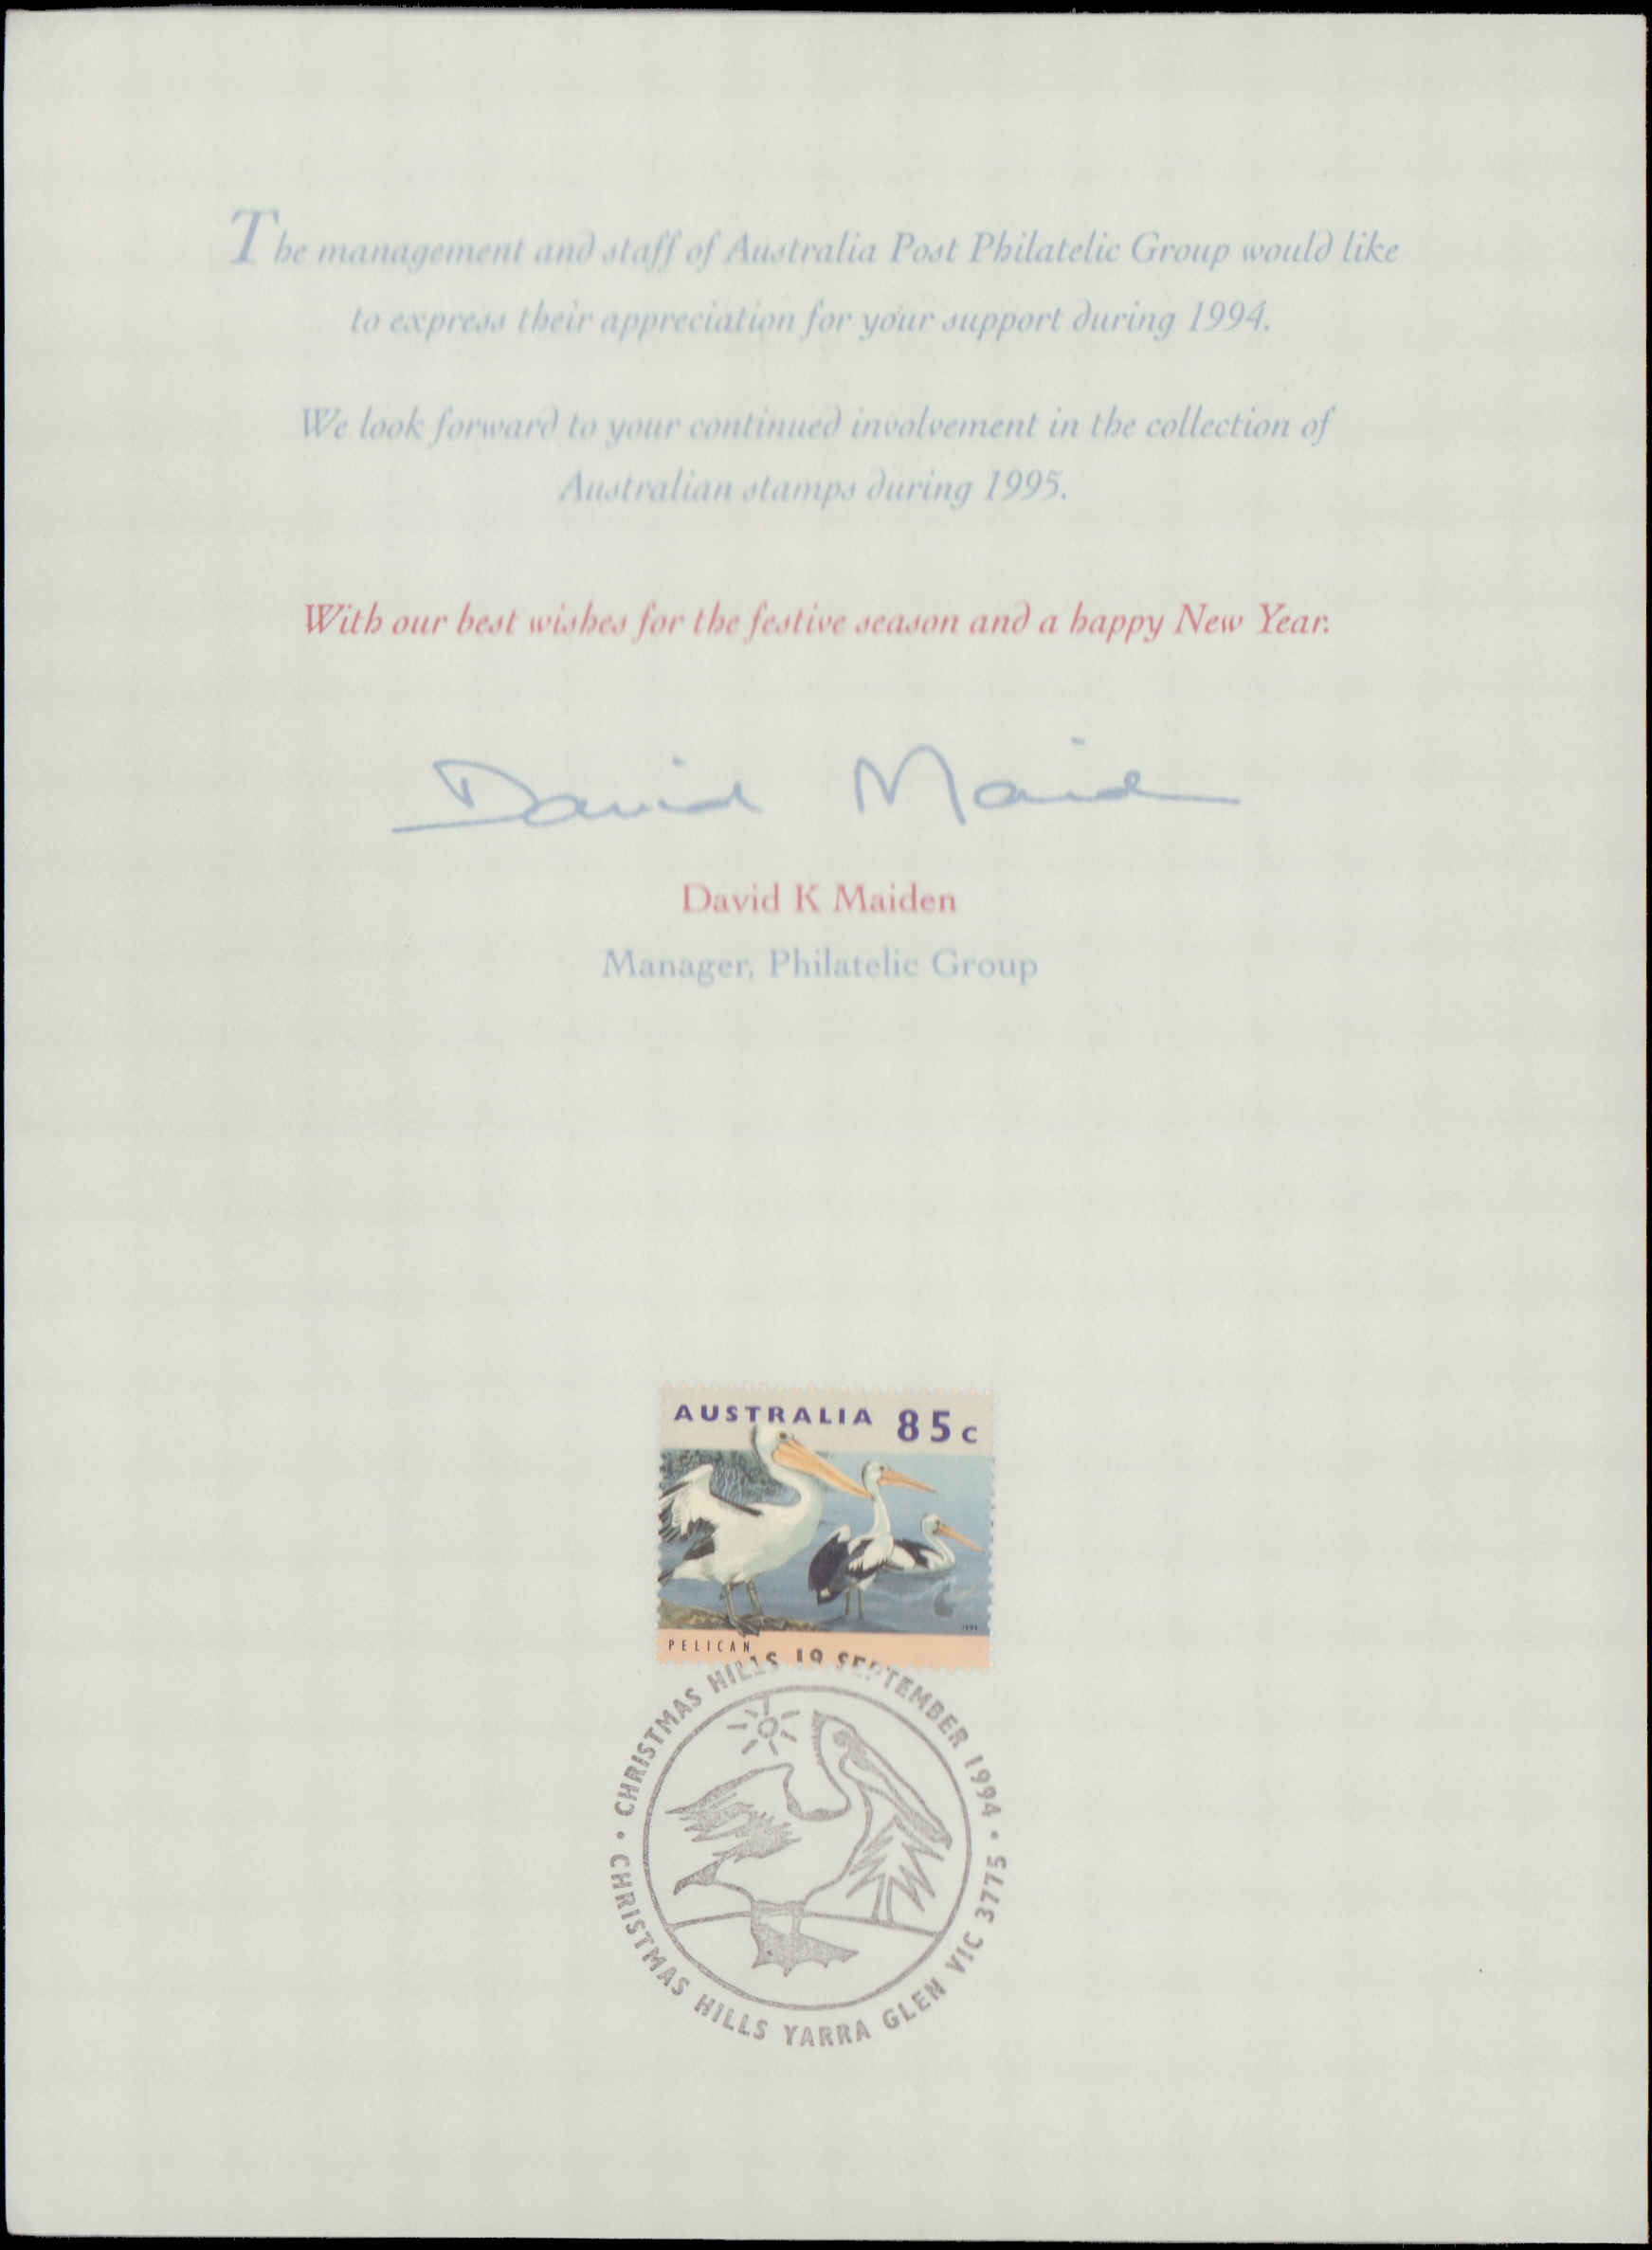 The management and staff of Australia Post Philatelic Group would like
to express their appreciation for your support during 1994.
We look forward to your continued involvement in the collection of
Australian stamps during 1995.
With our best wishes for the festive season and a happy New Year.
David Maiden
David K Maiden
Manager, Philatelic Group
AUSTRALIA 85c
PELICAN
CHRISTMAS HILLS 19 SEPTEMBER 1994 •
CHRISTMAS HILLS YARRA GLEN VIC 3775 •